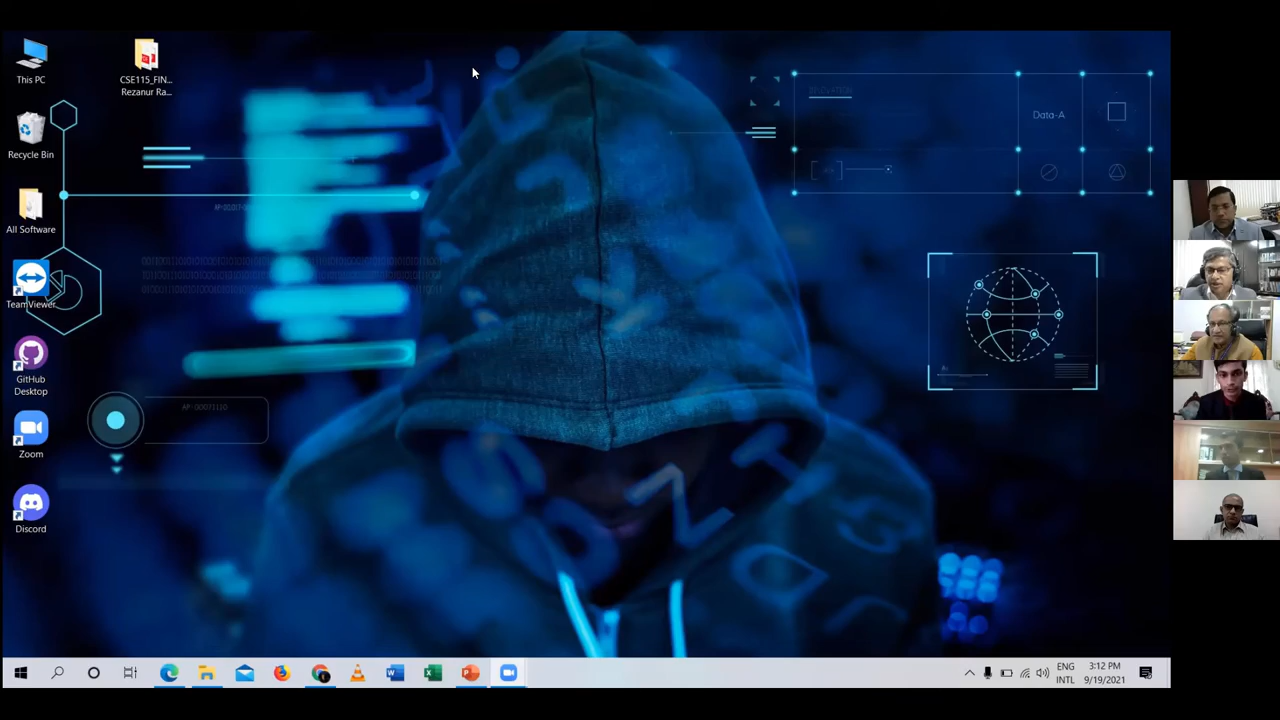 This PC
CSE115_FIN...
Rezanur Ra...
Recycle Bin
All Software
TeamViewer
GitHub
Desktop
Zoom
Discord
Data-A
ENG
INTL
3:12 PM
9/19/2021